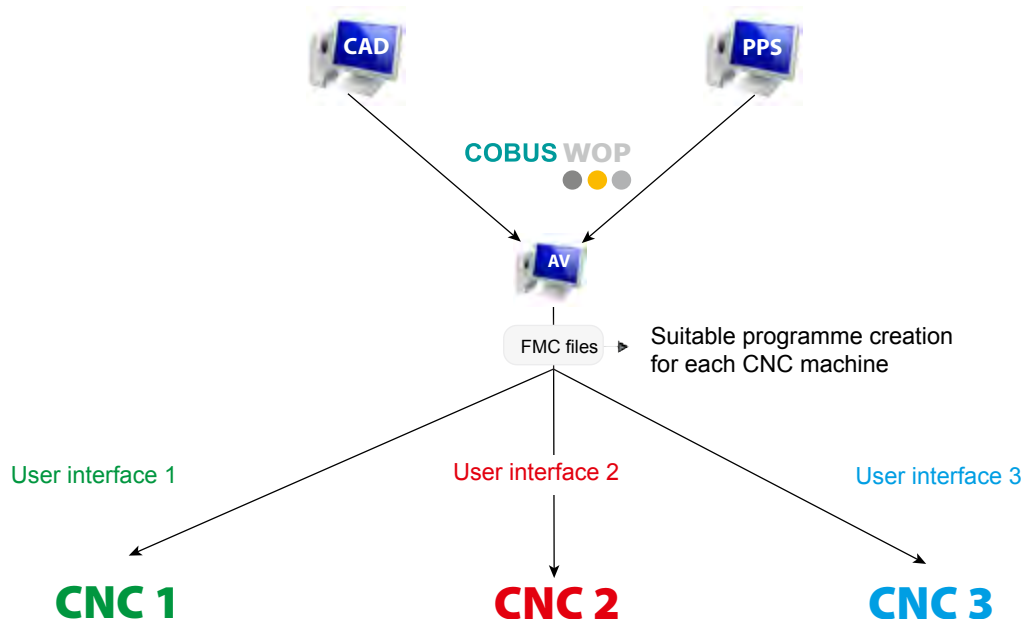 CAD
PPS
COBUS WOP
AV
FMC files
Suitable programme creation
for each CNC machine
User interface 1
User interface 2
User interface 3
CNC 1
CNC 2
CNC 3